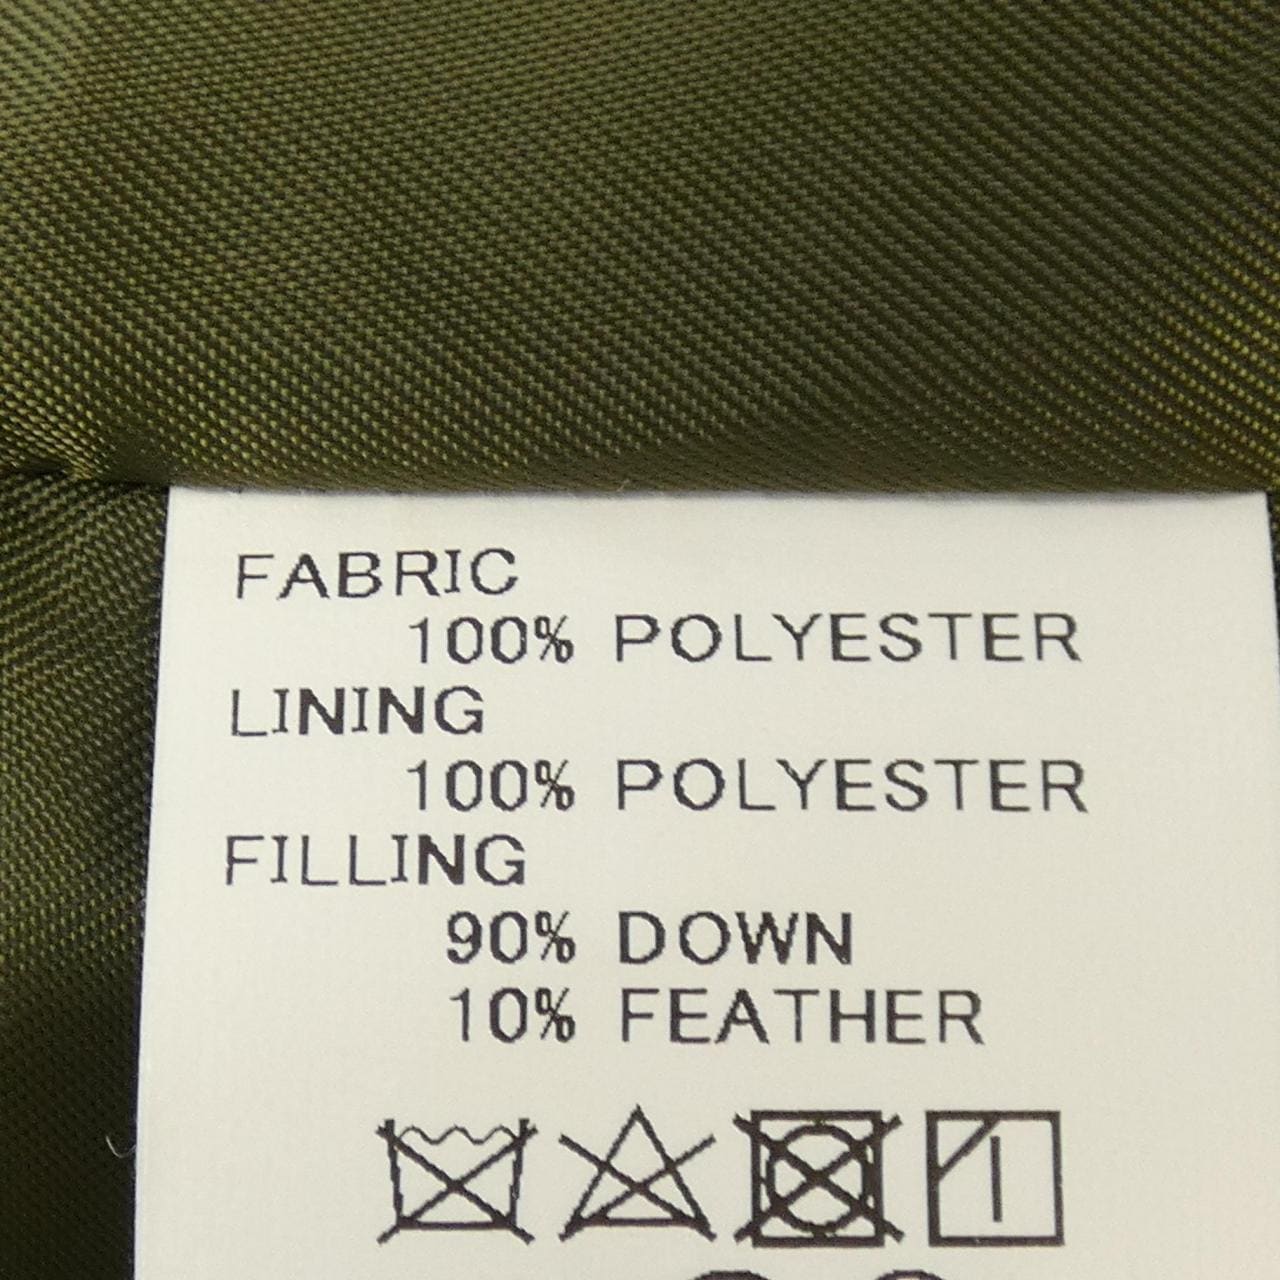 FABRIC
100% POLYESTER
LINING
100% POLYESTER
FILLING
90% DOWN
10% FEATHER